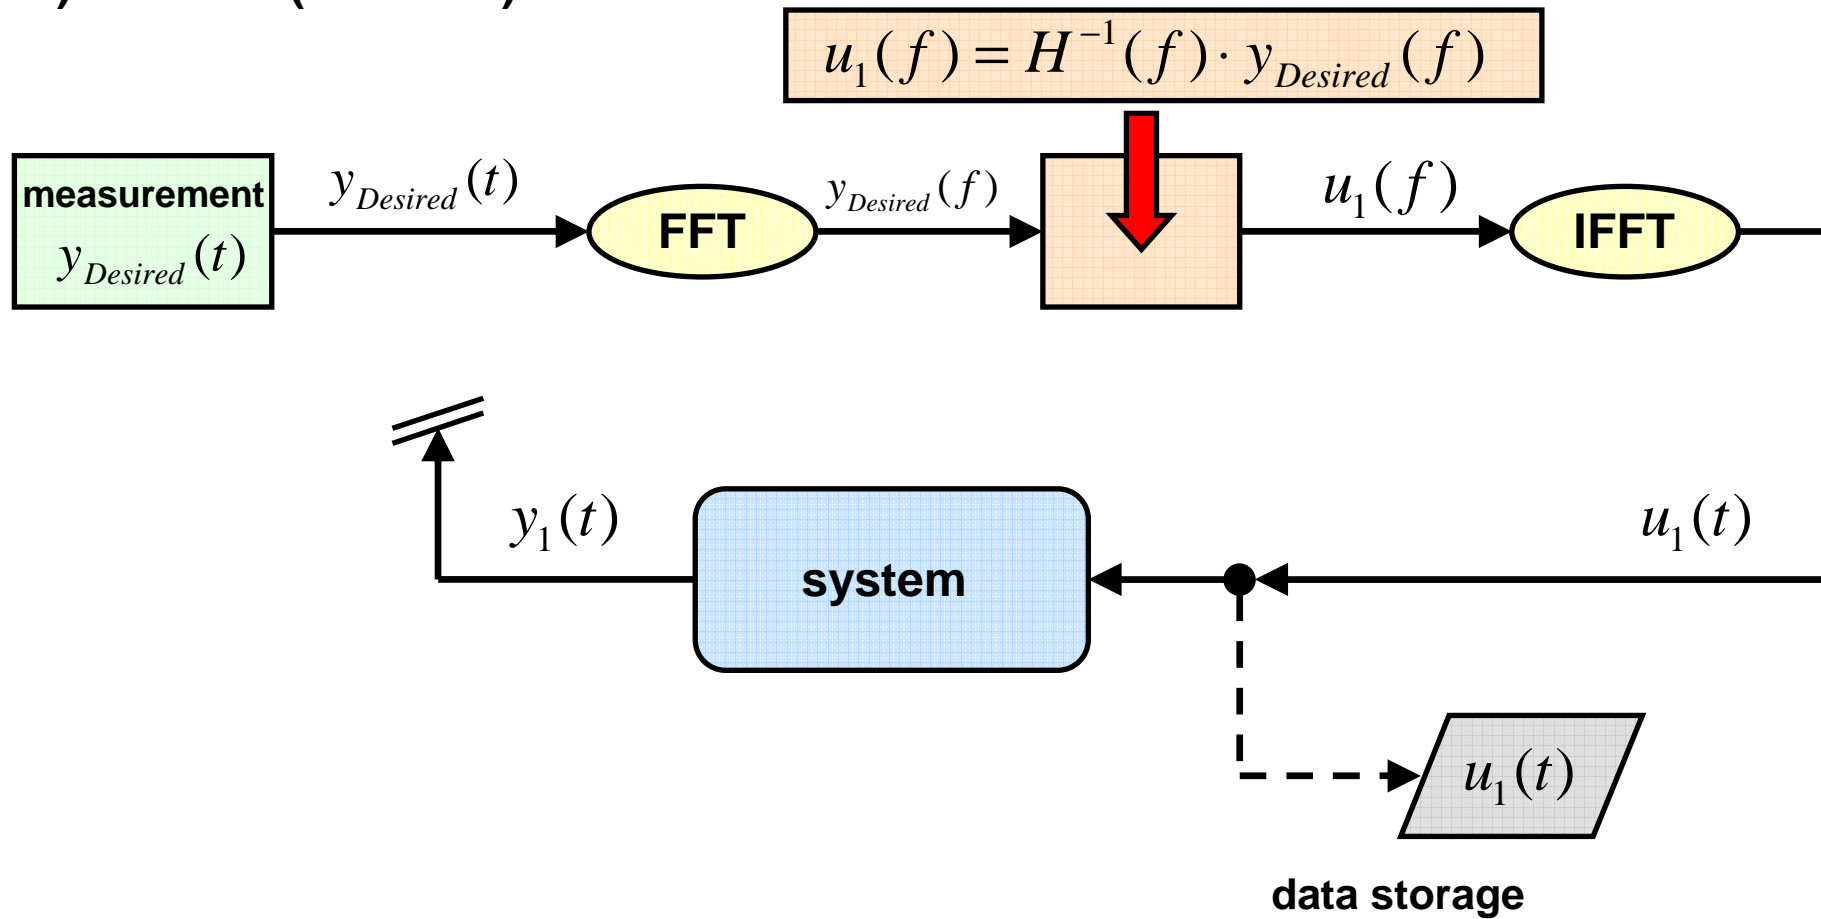 u₁(f) = H⁻¹(f) · y_Desired(f)
measurement
y_Desired(t)
y_Desired(t)
FFT
y_Desired(f)
u₁(f)
IFFT
y₁(t)
system
u₁(t)
u₁(t)
data storage